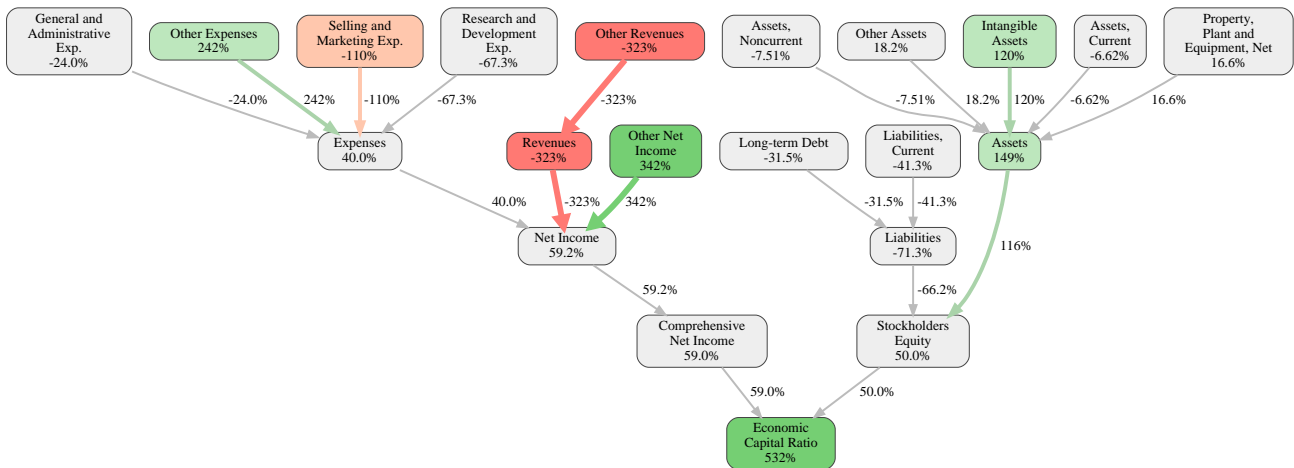 General and
Administrative
Exp.
-24.0%
Other Expenses
242%
Selling and
Marketing Exp.
-110%
Research and
Development
Exp.
-67.3%
Other Revenues
-323%
Assets,
Noncurrent
-7.51%
Other Assets
18.2%
Intangible
Assets
120%
Assets,
Current
-6.62%
Property,
Plant and
Equipment, Net
16.6%
-24.0%
242%
-110%
-67.3%
-323%
-7.51%
18.2%
120%
-6.62%
16.6%
Expenses
40.0%
Revenues
-323%
Other Net
Income
342%
Long-term Debt
-31.5%
Liabilities,
Current
-41.3%
Assets
149%
40.0%
-323%
342%
-31.5%
-41.3%
Net Income
59.2%
Liabilities
-71.3%
116%
59.2%
-66.2%
Comprehensive
Net Income
59.0%
Stockholders
Equity
50.0%
59.0%
50.0%
Economic
Capital Ratio
532%